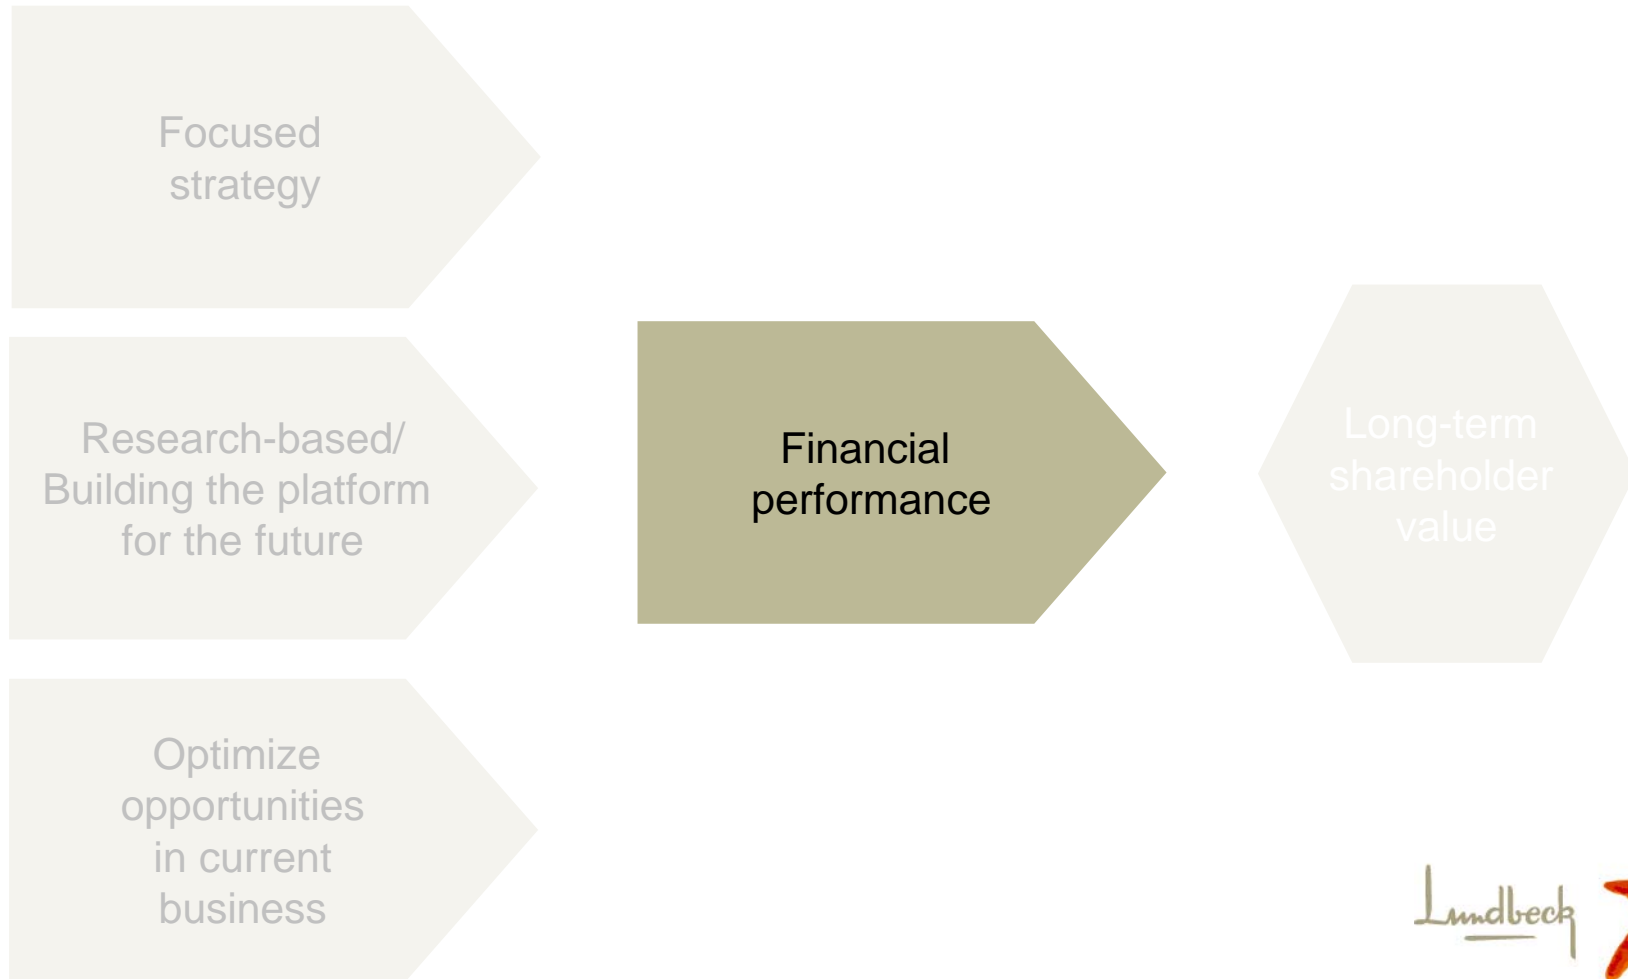 Focused
strategy
Research-based/
Building the platform
for the future
Optimize
opportunities
in current
business
Financial
performance
Long-term
shareholder
value
Lundbeck